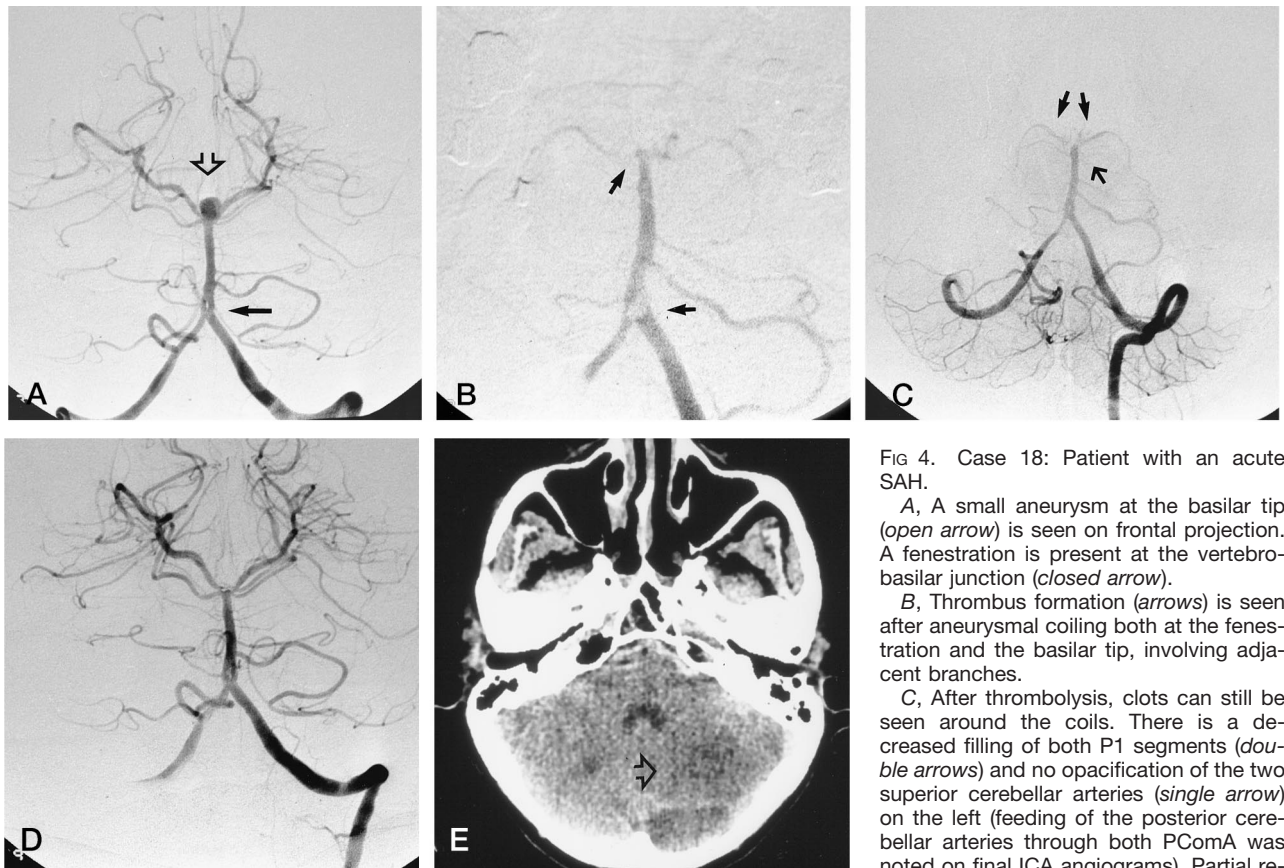 A
B
C
D
E
FIG 4. Case 18: Patient with an acute
SAH.
A, A small aneurysm at the basilar tip
(open arrow) is seen on frontal projection.
A fenestration is present at the vertebro-
basilar junction (closed arrow).
B, Thrombus formation (arrows) is seen
after aneurysmal coiling both at the fenes-
tration and the basilar tip, involving adja-
cent branches.
C, After thrombolysis, clots can still be
seen around the coils. There is a de-
creased filling of both P1 segments (dou-
ble arrows) and no opacification of the two
superior cerebellar arteries (single arrow)
on the left (feeding of the posterior cere-
bellar arteries through both PComA was
noted on final ICA angiograms). Partial re-